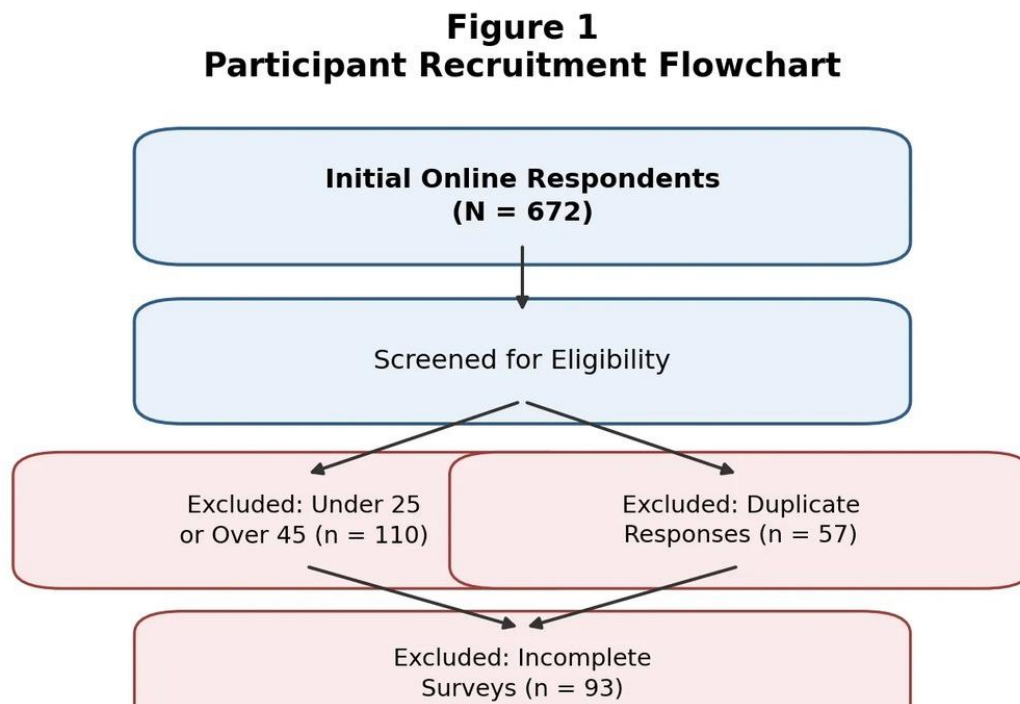 Figure 1
Participant Recruitment Flowchart
Initial Online Respondents
(N = 672)
Screened for Eligibility
Excluded: Under 25
or Over 45 (n = 110)
Excluded: Duplicate
Responses (n = 57)
Excluded: Incomplete
Surveys (n = 93)